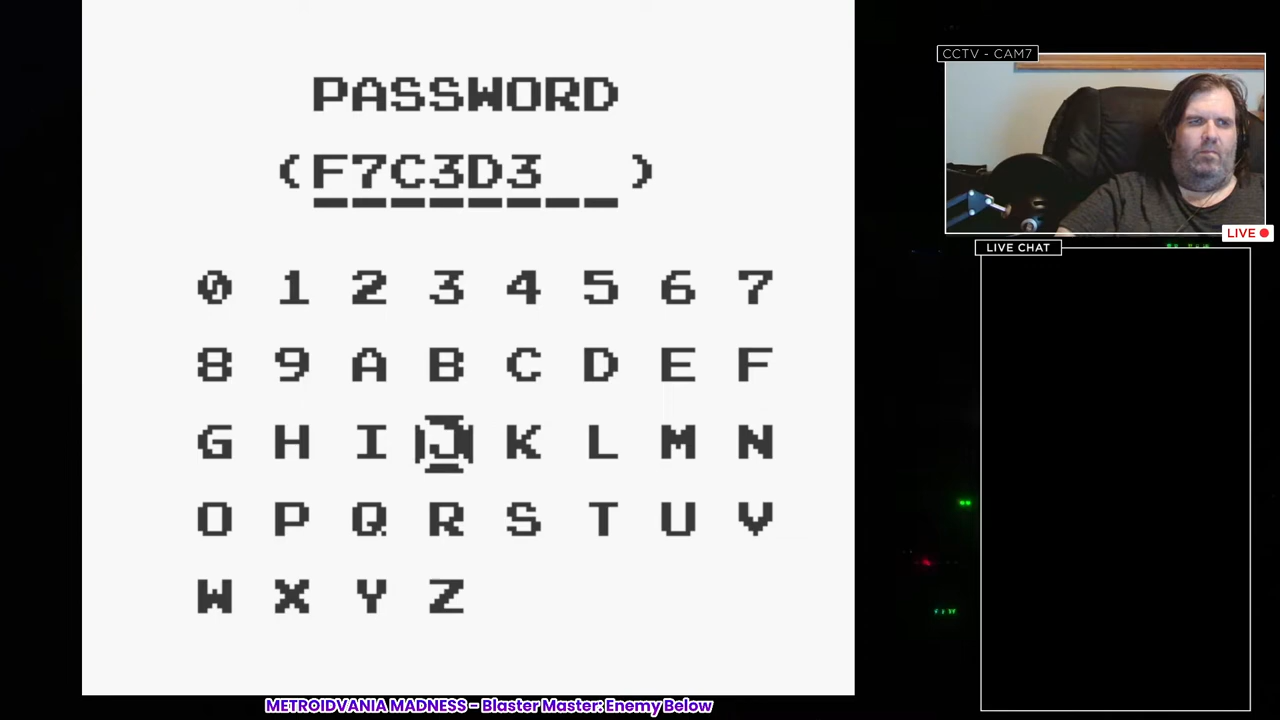 PASSWORD
(F7C3D3__)
0 1 2 3 4 5 6 7
8 9 A B C D E F
G H I J K L M N
O P Q R S T U V
W X Y Z
CCTV - CAM7
LIVE
LIVE CHAT
METROIDVANIA MADNESS - Blaster Master: Enemy Below